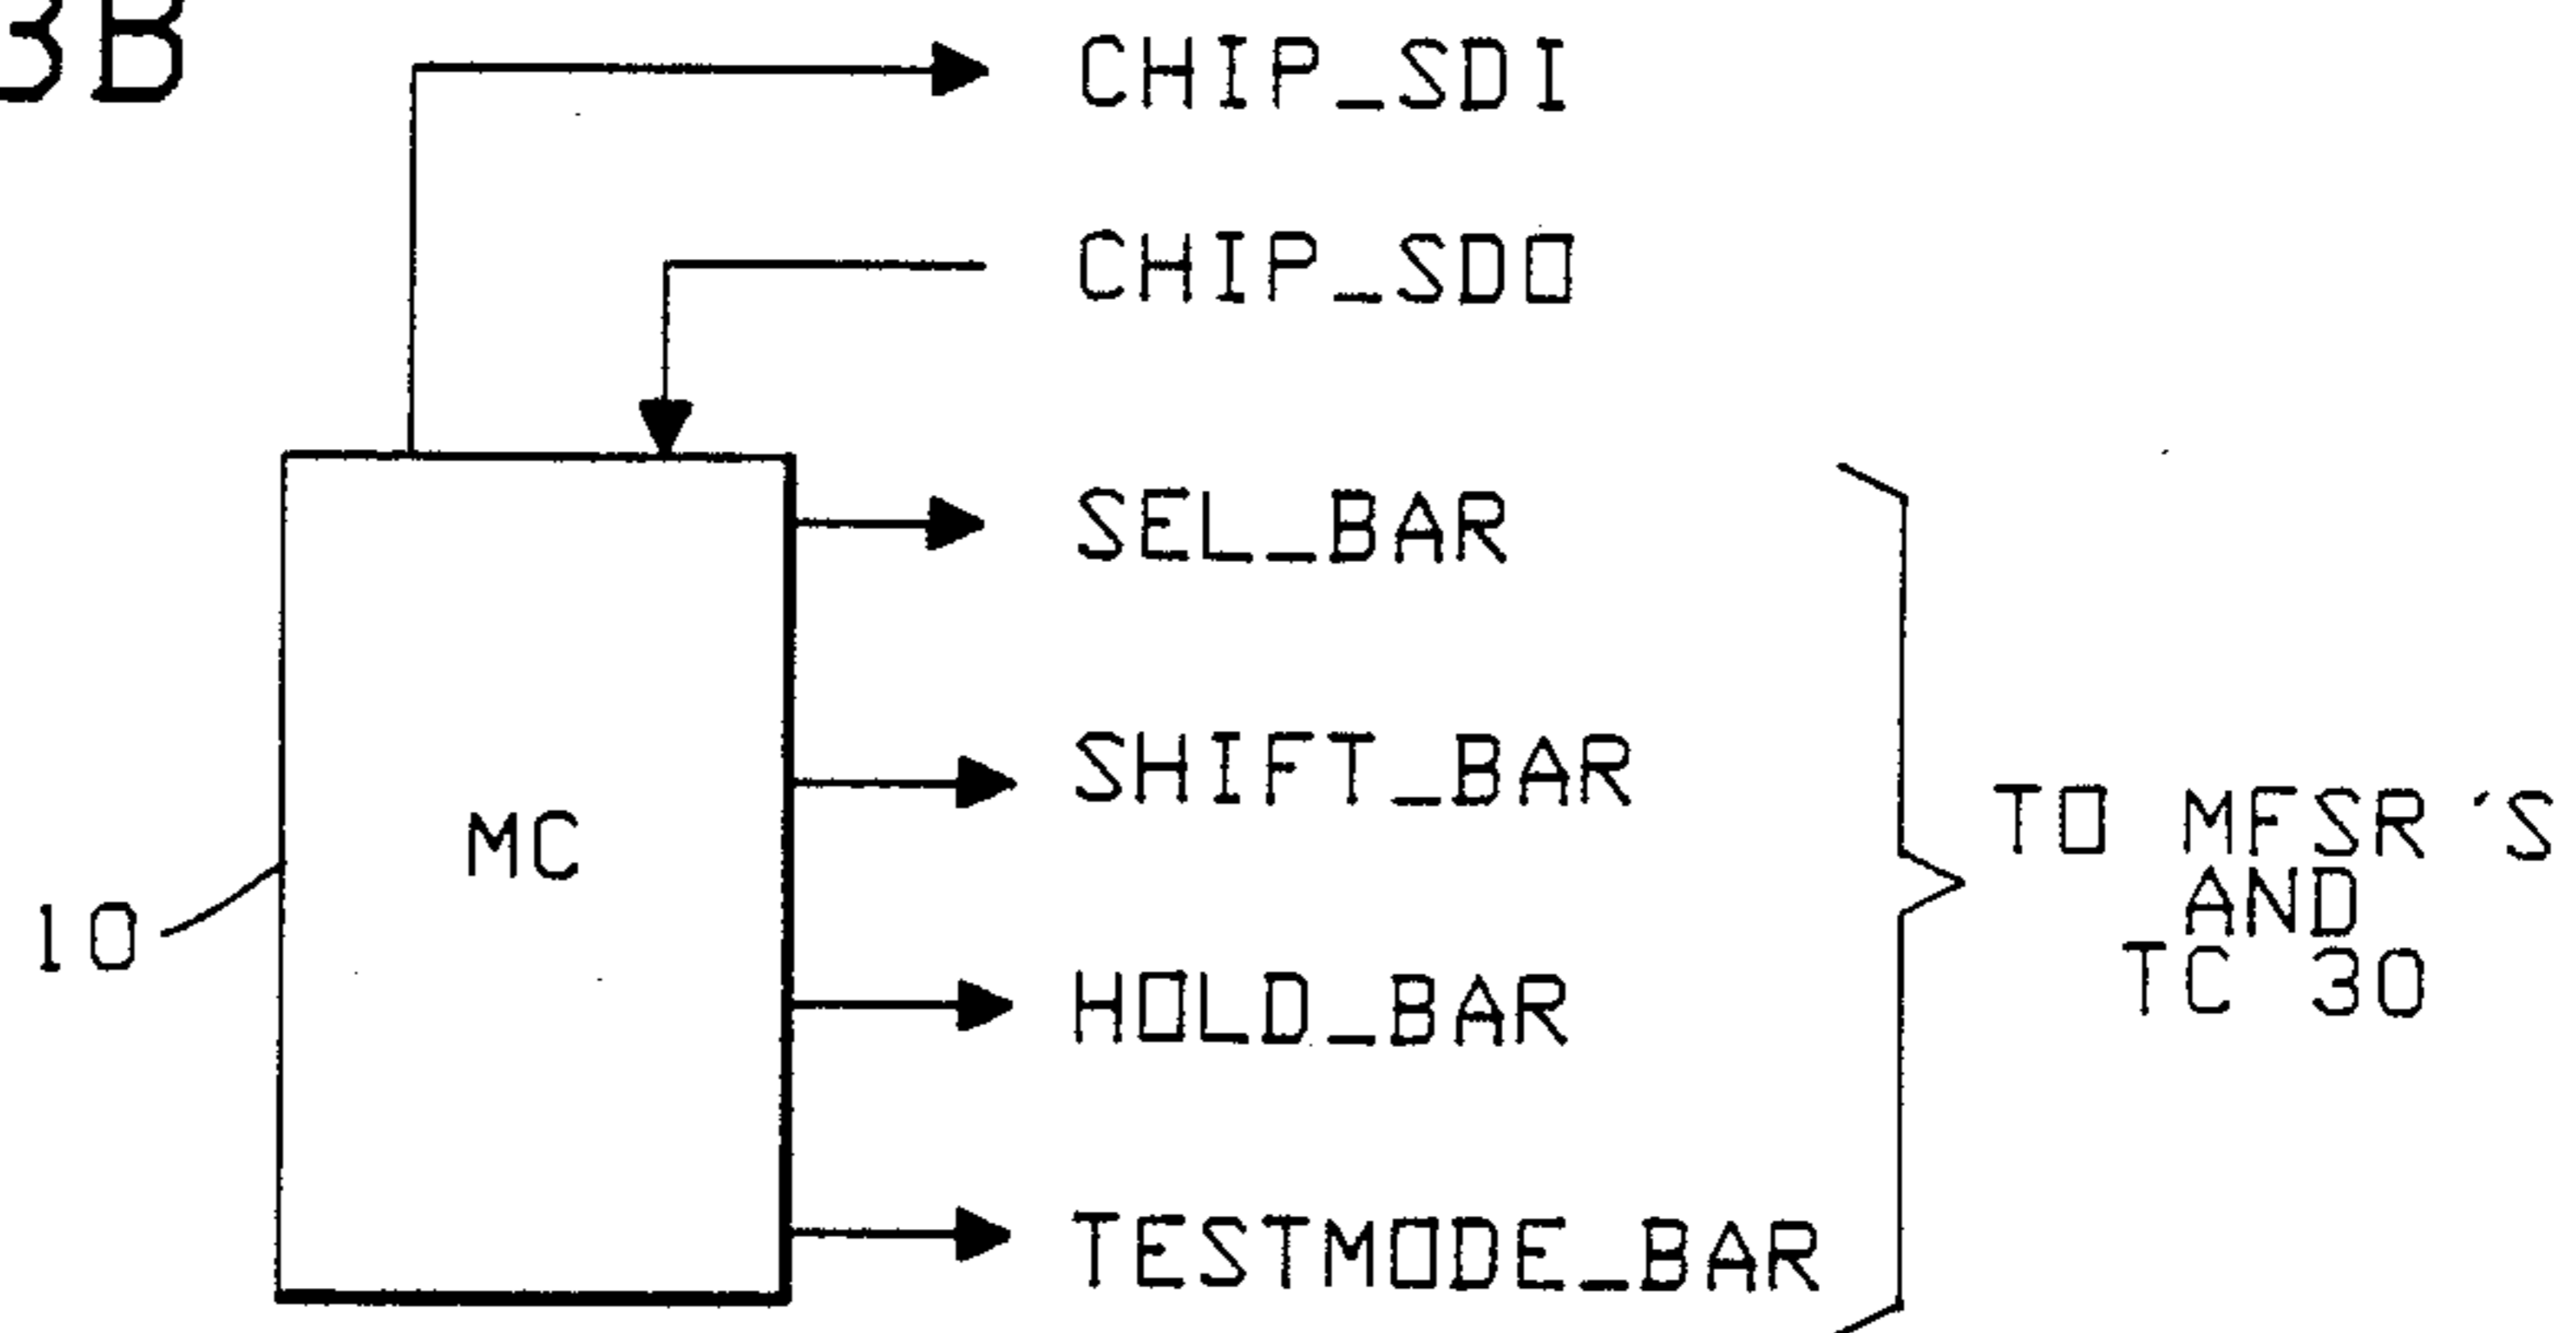 3B
CHIP_SDI
CHIP_SDO
SEL_BAR
SHIFT_BAR
MC
TO MFSR'S
AND
TC 30
10
HOLD_BAR
TESTMODE_BAR